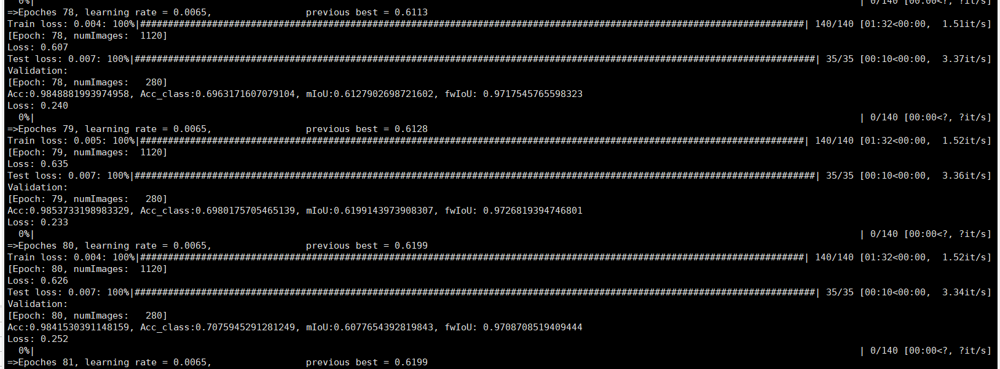 0%| | 0/140 [00:00<?, ?it/s]
=>Epoches 78, learning rate = 0.0065, previous best = 0.6113
Train loss: 0.004: 100%|########################################################################################################################| 140/140 [01:32<00:00, 1.51it/s]
[Epoch: 78, numImages: 1120]
Loss: 0.607
Test loss: 0.007: 100%|###########################################################################################################################| 35/35 [00:10<00:00, 3.37it/s]
Validation:
[Epoch: 78, numImages: 280]
Acc:0.9848881993974958, Acc_class:0.6963171607079104, mIoU:0.6127902698721602, fwIoU: 0.9717545765598323
Loss: 0.240
0%| | 0/140 [00:00<?, ?it/s]
=>Epoches 79, learning rate = 0.0065, previous best = 0.6128
Train loss: 0.005: 100%|########################################################################################################################| 140/140 [01:32<00:00, 1.52it/s]
[Epoch: 79, numImages: 1120]
Loss: 0.635
Test loss: 0.007: 100%|###########################################################################################################################| 35/35 [00:10<00:00, 3.36it/s]
Validation:
[Epoch: 79, numImages: 280]
Acc:0.9853733198983329, Acc_class:0.6980175705465139, mIoU:0.6199143973908307, fwIoU: 0.9726819394746801
Loss: 0.233
0%| | 0/140 [00:00<?, ?it/s]
=>Epoches 80, learning rate = 0.0065, previous best = 0.6199
Train loss: 0.004: 100%|########################################################################################################################| 140/140 [01:32<00:00, 1.52it/s]
[Epoch: 80, numImages: 1120]
Loss: 0.626
Test loss: 0.007: 100%|###########################################################################################################################| 35/35 [00:10<00:00, 3.34it/s]
Validation:
[Epoch: 80, numImages: 280]
Acc:0.9841530391148159, Acc_class:0.7075945291281249, mIoU:0.6077654392819843, fwIoU: 0.9708708519409444
Loss: 0.252
0%| | 0/140 [00:00<?, ?it/s]
=>Epoches 81, learning rate = 0.0065, previous best = 0.6199